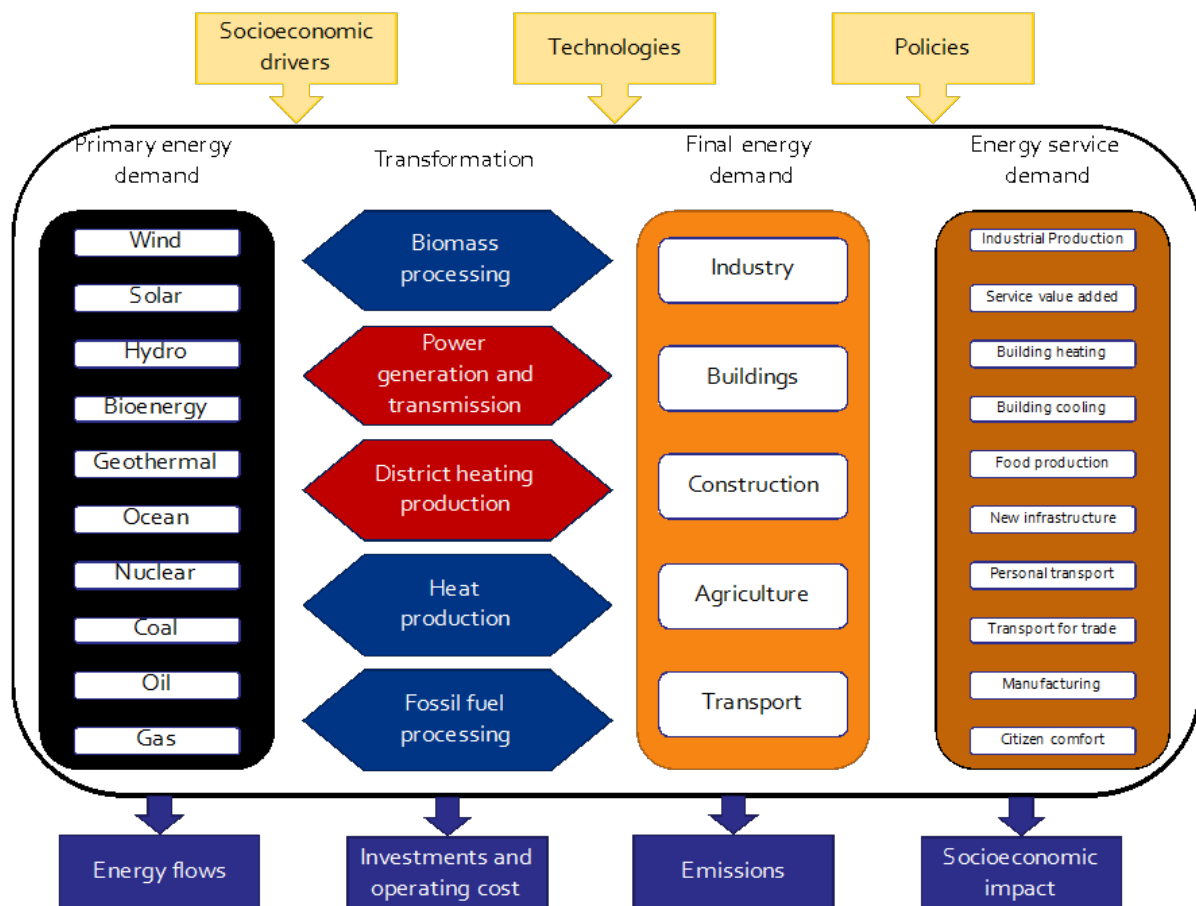 Socioeconomic
drivers
Technologies
Policies
Primary energy
demand
Transformation
Final energy
demand
Energy service
demand
Wind
Solar
Hydro
Bioenergy
Geothermal
Ocean
Nuclear
Coal
Oil
Gas
Biomass
processing
Power
generation and
transmission
District heating
production
Heat
production
Fossil fuel
processing
Industry
Buildings
Construction
Agriculture
Transport
Industrial Production
Service value added
Building heating
Building cooling
Food production
New infrastructure
Personal transport
Transport for trade
Manufacturing
Citizen comfort
Energy flows
Investments and
operating cost
Emissions
Socioeconomic
impact